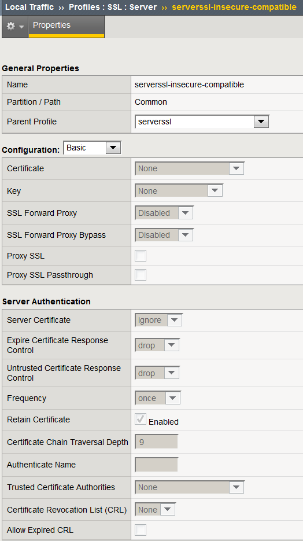 Local Traffic ›› Profiles : SSL : Server ›› serverssl-insecure-compatible
Properties
General Properties
Name serverssl-insecure-compatible
Partition / Path Common
Parent Profile serverssl
Configuration: Basic
Certificate None
Key None
SSL Forward Proxy Disabled
SSL Forward Proxy Bypass Disabled
Proxy SSL
Proxy SSL Passthrough
Server Authentication
Server Certificate ignore
Expire Certificate Response
Control drop
Untrusted Certificate Response
Control drop
Frequency once
Retain Certificate Enabled
Certificate Chain Traversal Depth 9
Authenticate Name
Trusted Certificate Authorities None
Certificate Revocation List (CRL) None
Allow Expired CRL